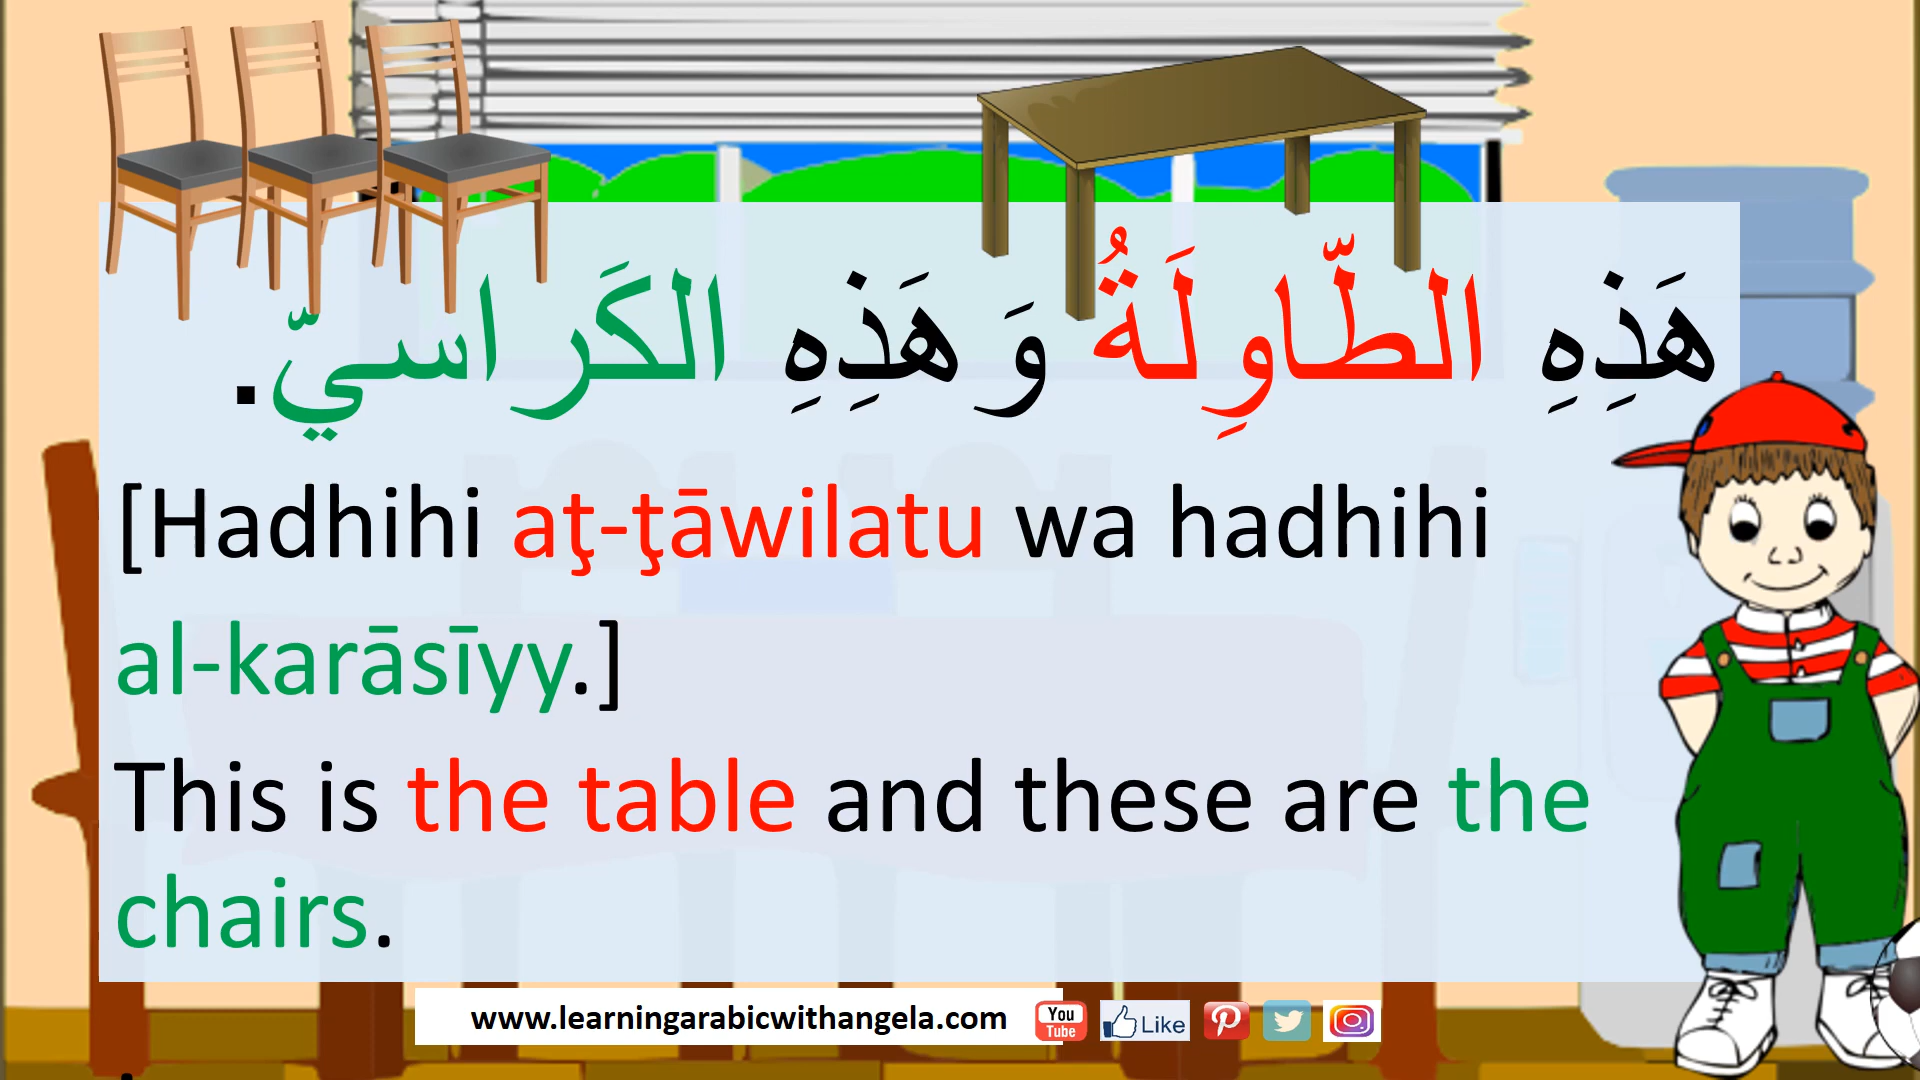 هَذِهِ الطّاوِلَةُ وَ هَذِهِ الكَراسيّ.
[Hadhihi aţ-ţāwilatu wa hadhihi
al-karāsīyy.]
This is the table and these are the
chairs.
www.learningarabicwithangela.com You Tube Like